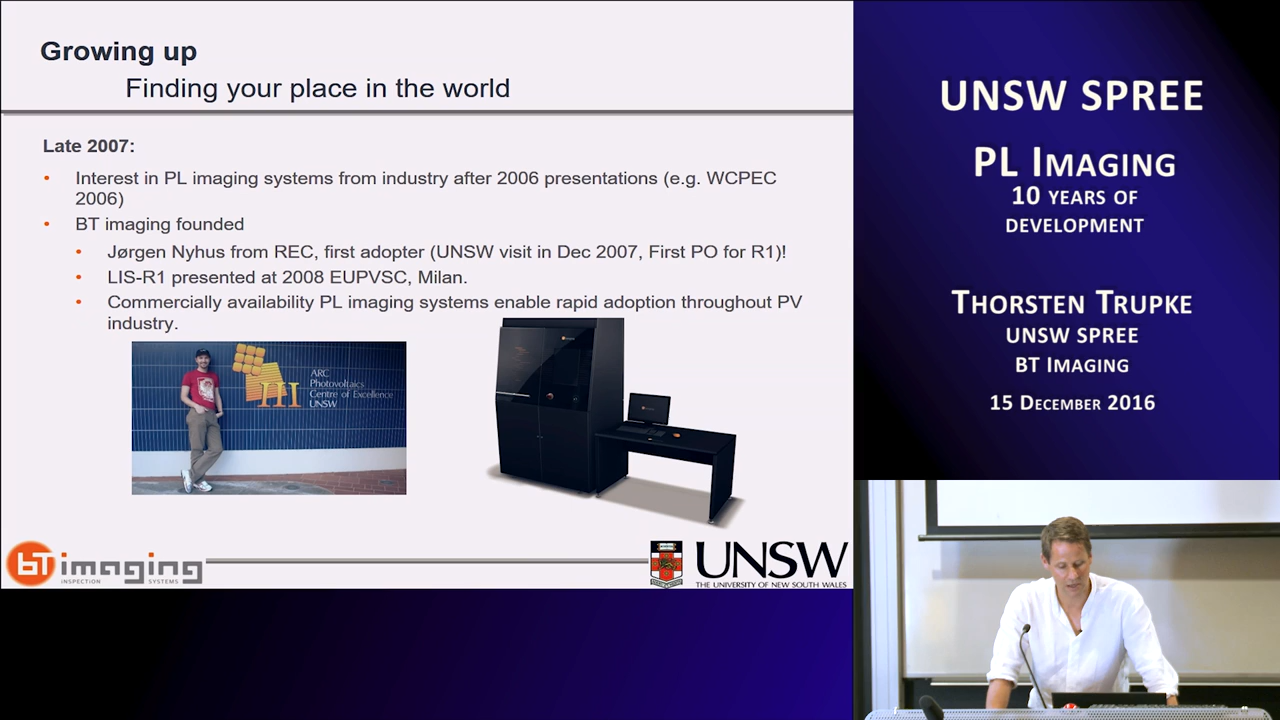 Growing up
Finding your place in the world
Late 2007:
• Interest in PL imaging systems from industry after 2006 presentations (e.g. WCPEC
2006)
• BT imaging founded
• Jørgen Nyhus from REC, first adopter (UNSW visit in Dec 2007, First PO for R1)!
• LIS-R1 presented at 2008 EUPVSC, Milan.
• Commercially availability PL imaging systems enable rapid adoption throughout PV
industry.
III
ARC
Photovoltaics
Centre of Excellence
UNSW
BT imaging
INSPECTION SYSTEMS
UNSW
THE UNIVERSITY OF NEW SOUTH WALES
UNSW SPREE
PL IMAGING
10 YEARS OF
DEVELOPMENT
THORSTEN TRUPKE
UNSW SPREE
BT IMAGING
15 DECEMBER 2016